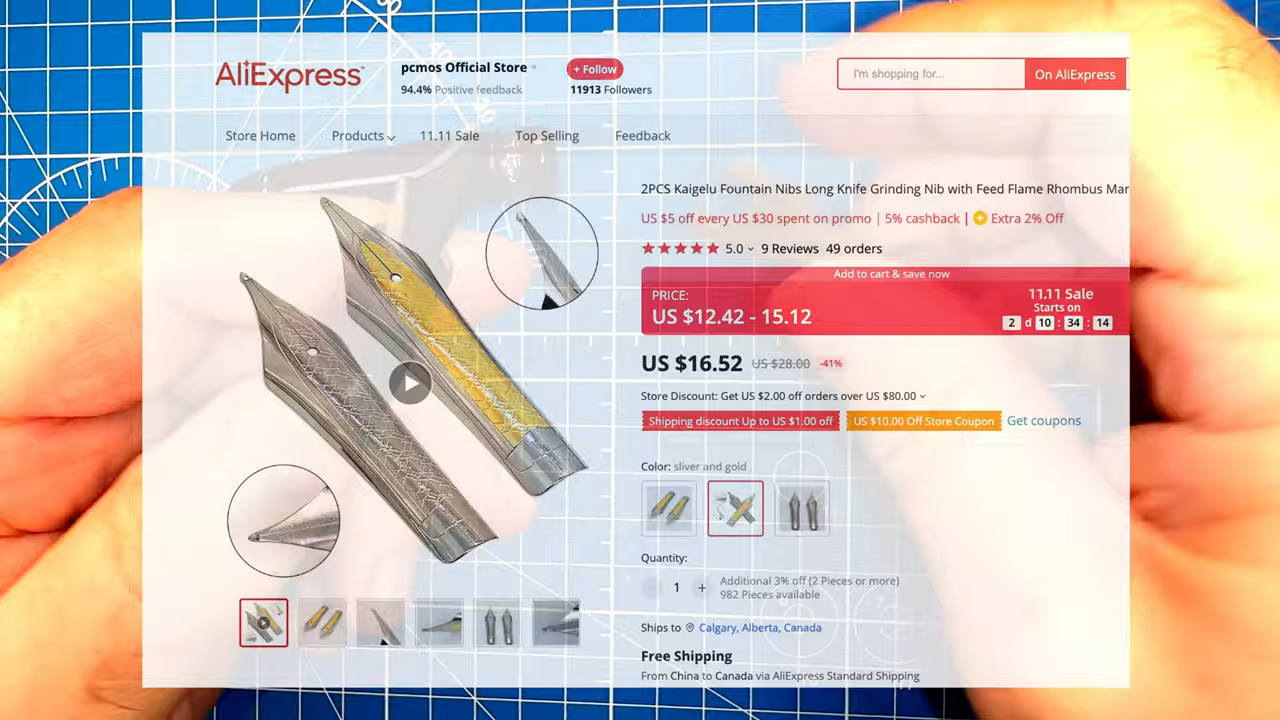 AliExpress
pcmos Official Store
+ Follow
94.4% Positive feedback
11913 Followers
I'm shopping for...
On AliExpress
Store Home
Products
11.11 Sale
Top Selling
Feedback
2PCS Kaigelu Fountain Nibs Long Knife Grinding Nib with Feed Flame Rhombus Mar
US $5 off every US $30 spent on promo | 5% cashback | Extra 2% Off
5.0
9 Reviews
49 orders
Add to cart & save now
PRICE:
US $12.42 - 15.12
11.11 Sale
Starts on
2 d 10 : 34 : 14
US $16.52 US $28.00 -41%
Store Discount: Get US $2.00 off orders over US $80.00
Shipping discount Up to US $1.00 off
US $10.00 Off Store Coupon
Get coupons
Color: sliver and gold
Quantity:
1 +
Additional 3% off (2 Pieces or more)
982 Pieces available
Ships to Calgary, Alberta, Canada
Free Shipping
From China to Canada via AliExpress Standard Shipping